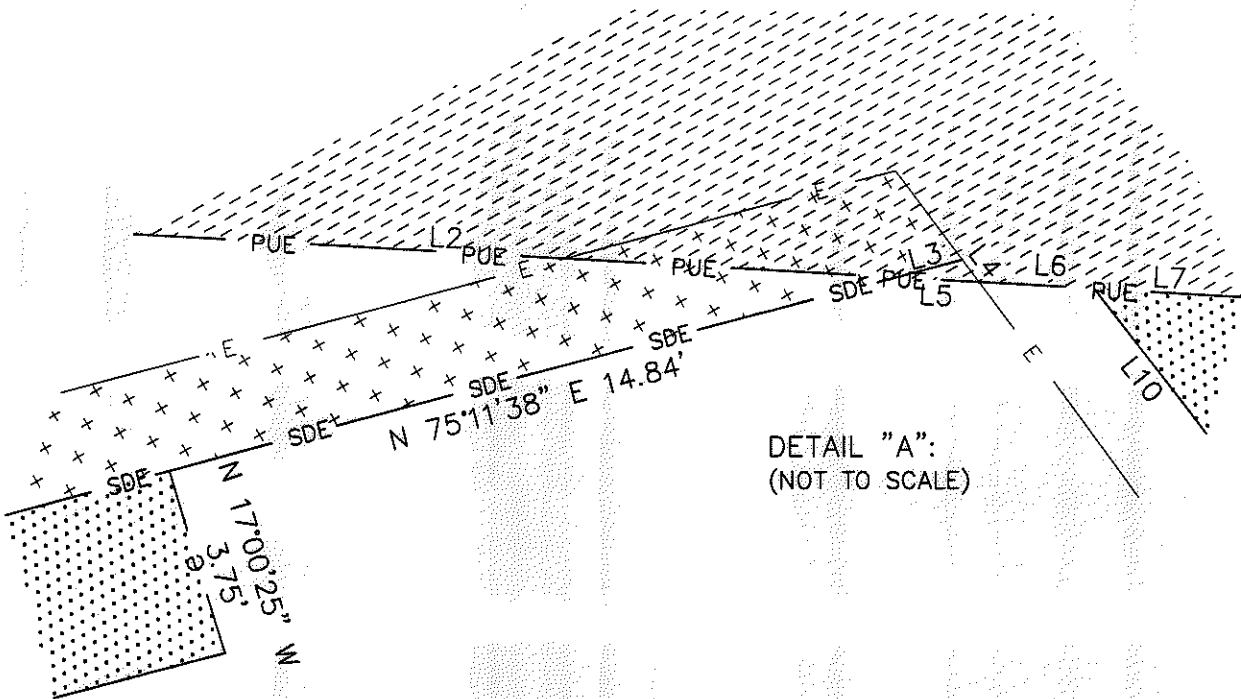 E
PUE
L2
PUE
E
PUE
L3
L4
PUE
L5
L6
PUE
L7
SDE
E
SDE
SDE
SDE
SDE
N 75°11'38" E 14.84'
L10
E
DETAIL "A":
(NOT TO SCALE)
N 17°00'25" W
3.75'
a